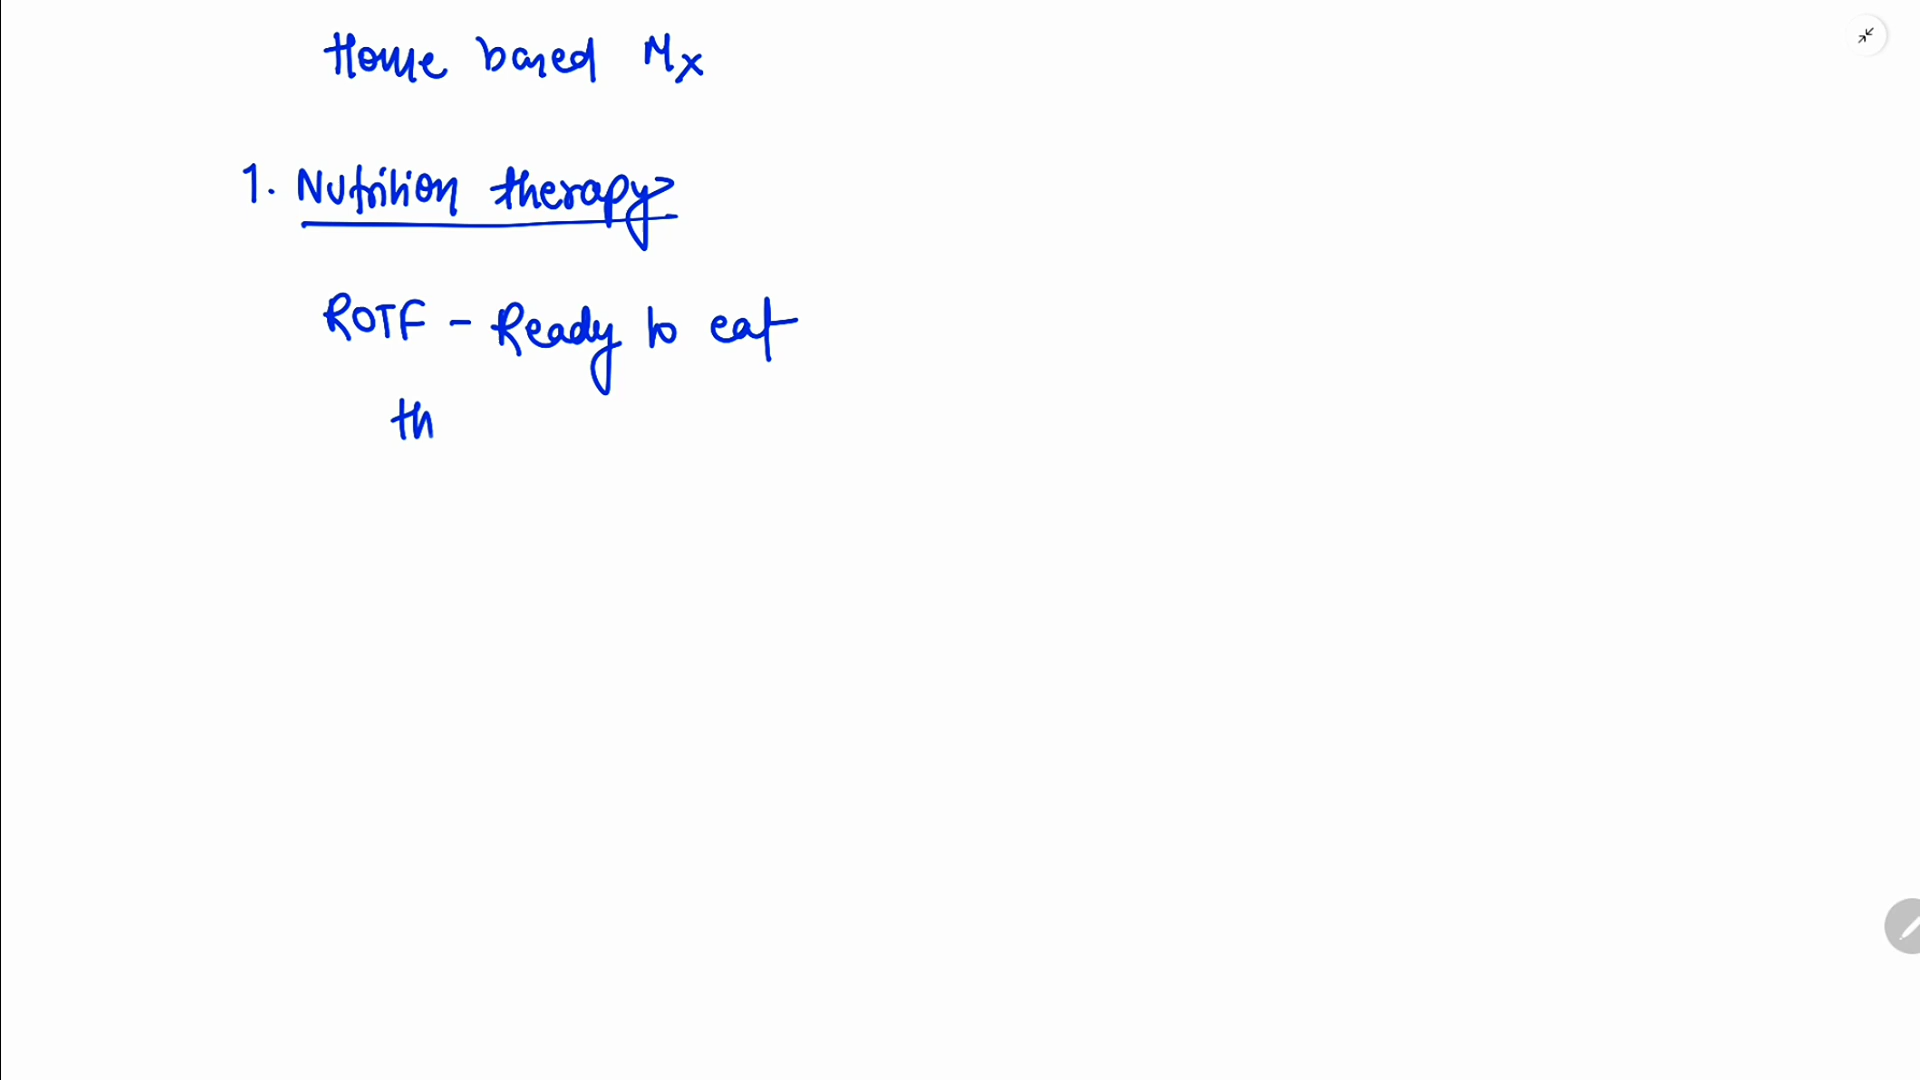 Home based Mx
1. Nutrition therapy
ROTF - Ready to eat
th